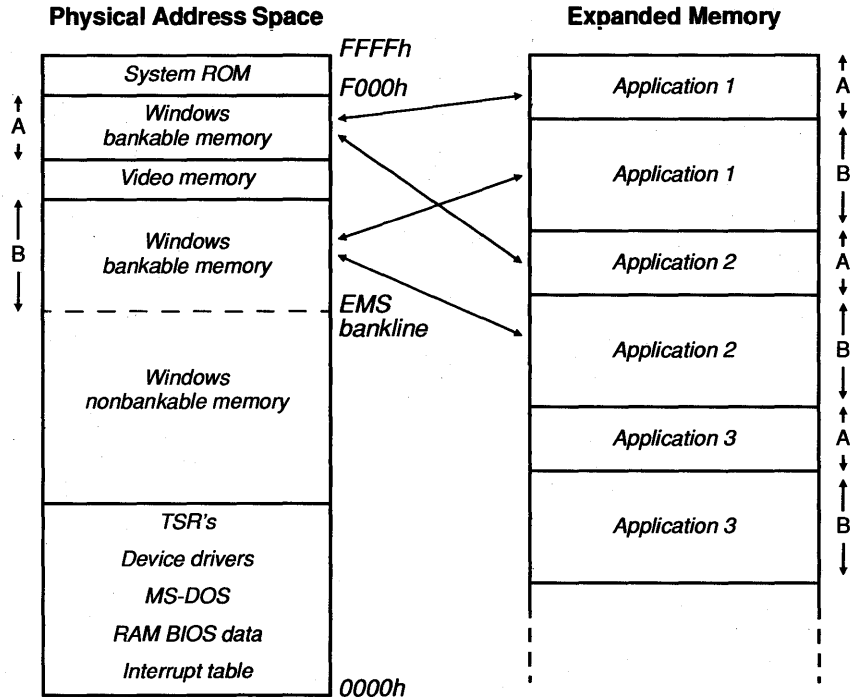 Physical Address Space
FFFFh
System ROM
F000h
A
Windows
bankable memory
Video memory
B
Windows
bankable memory
EMS
bankline
Windows
nonbankable memory
TSR's
Device drivers
MS-DOS
RAM BIOS data
Interrupt table
0000h
Expanded Memory
Application 1
A
Application 1
B
Application 2
A
Application 2
B
Application 3
A
Application 3
B